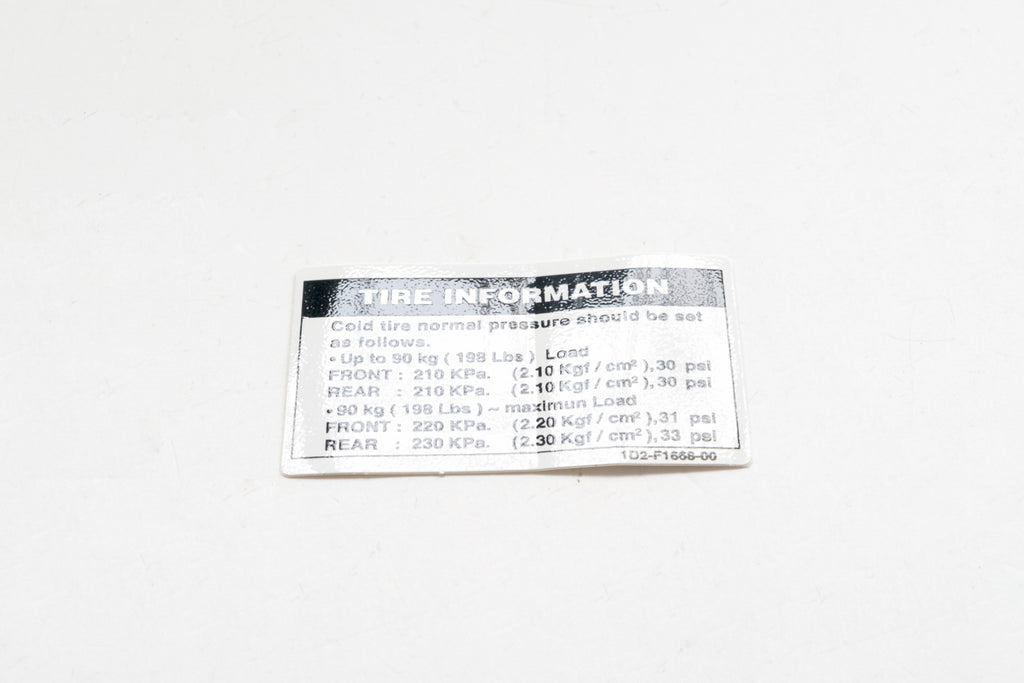 TIRE INFORMATION
Cold tire normal pressure should be set
as follows.
• Up to 90 kg ( 198 Lbs ) Load
FRONT : 210 KPa. (2.10 Kgf / cm² ),30 psi
REAR : 210 KPa. (2.10 Kgf / cm² ),30 psi
• 90 kg ( 198 Lbs ) ~ maximun Load
FRONT : 220 KPa. (2.20 Kgf / cm² ),31 psi
REAR : 230 KPa. (2.30 Kgf / cm² ),33 psi
1D2-F1668-00